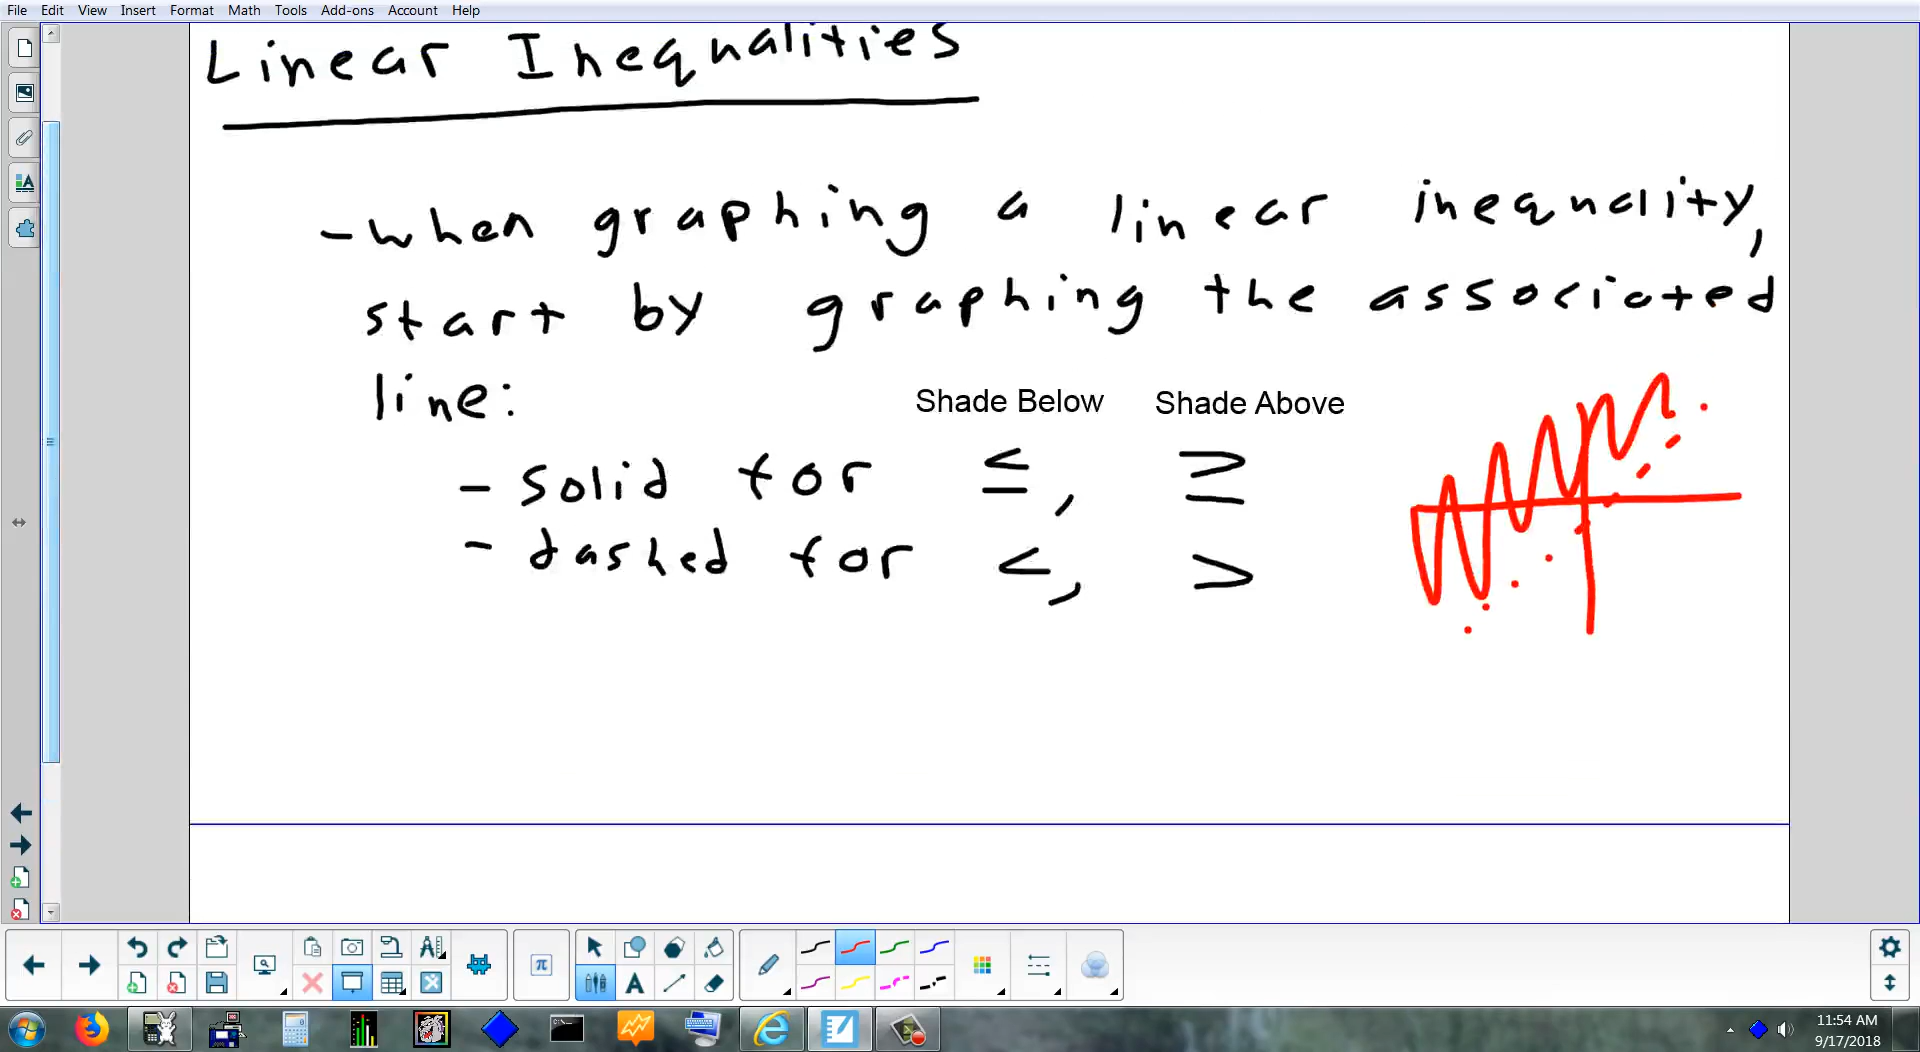 File Edit View Insert Format Math Tools Add-ons Account Help
Linear Inequalities
- when graphing a linear inequality,
start by graphing the associated
line:
Shade Below Shade Above
- solid for ≤, ≥
- dashed for <, >
11:54 AM
9/17/2018